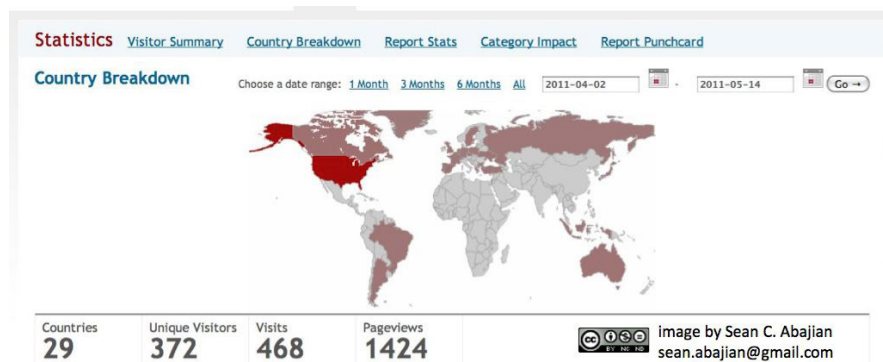 Statistics Visitor Summary Country Breakdown Report Stats Category Impact Report Punchcard
Country Breakdown Choose a date range: 1 Month 3 Months 6 Months All 2011-04-02 - 2011-05-14 Go →
Countries Unique Visitors Visits Pageviews
29 372 468 1424
image by Sean C. Abajian
sean.abajian@gmail.com